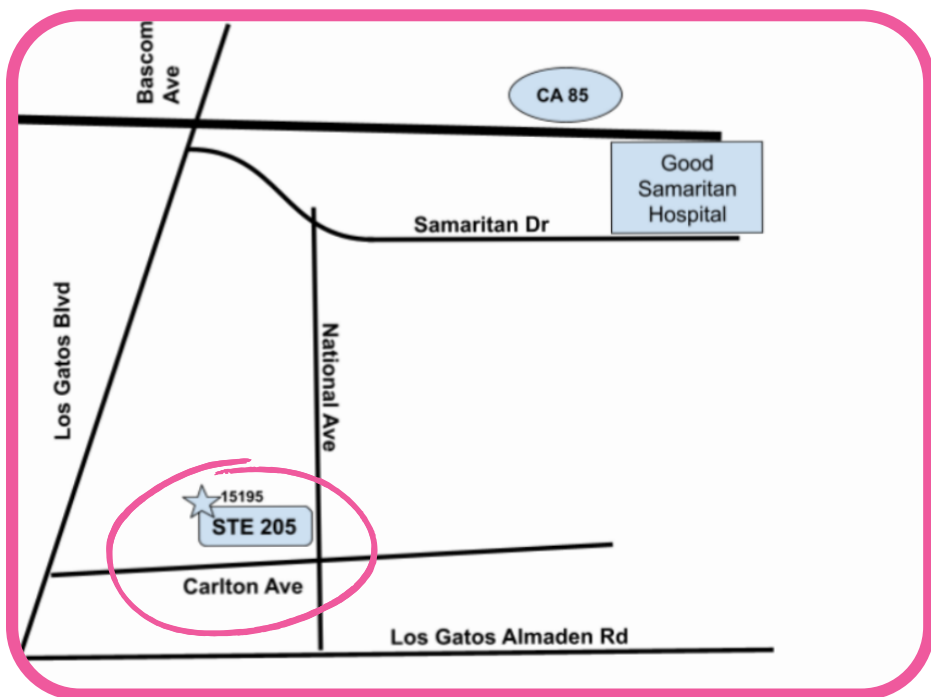 Bascom
Ave
CA 85
Good
Samaritan
Hospital
Samaritan Dr
Los Gatos Blvd
National Ave
15195
STE 205
Carlton Ave
Los Gatos Almaden Rd